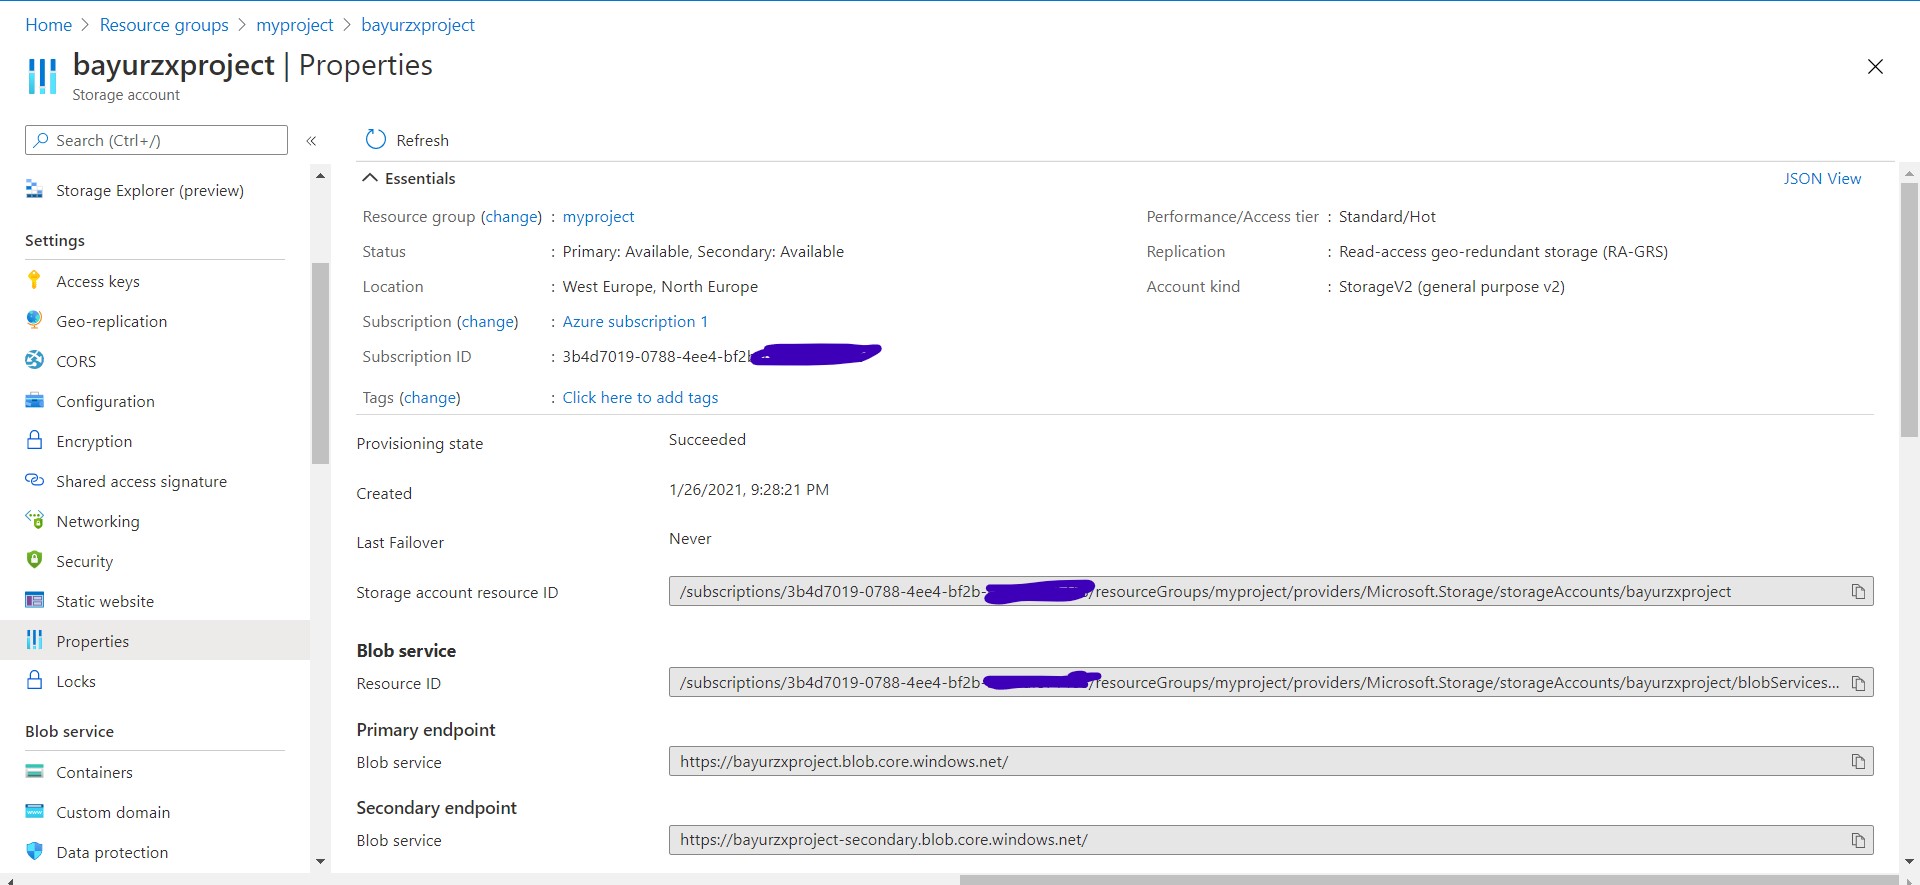 Home > Resource groups > myproject > bayurzxproject
bayurzxproject | Properties
Storage account
Search (Ctrl+/)
«
Refresh
Storage Explorer (preview)
Settings
Access keys
Geo-replication
CORS
Configuration
Encryption
Shared access signature
Networking
Security
Static website
Properties
Locks
Blob service
Containers
Custom domain
Data protection
Essentials
JSON View
Resource group (change) : myproject
Status : Primary: Available, Secondary: Available
Location : West Europe, North Europe
Subscription (change) : Azure subscription 1
Subscription ID : 3b4d7019-0788-4ee4-bf2b
Tags (change) : Click here to add tags
Performance/Access tier : Standard/Hot
Replication : Read-access geo-redundant storage (RA-GRS)
Account kind : StorageV2 (general purpose v2)
Provisioning state Succeeded
Created 1/26/2021, 9:28:21 PM
Last Failover Never
Storage account resource ID /subscriptions/3b4d7019-0788-4ee4-bf2b- /resourceGroups/myproject/providers/Microsoft.Storage/storageAccounts/bayurzxproject
Blob service
Resource ID /subscriptions/3b4d7019-0788-4ee4-bf2b- /resourceGroups/myproject/providers/Microsoft.Storage/storageAccounts/bayurzxproject/blobServices...
Primary endpoint
Blob service https://bayurzxproject.blob.core.windows.net/
Secondary endpoint
Blob service https://bayurzxproject-secondary.blob.core.windows.net/